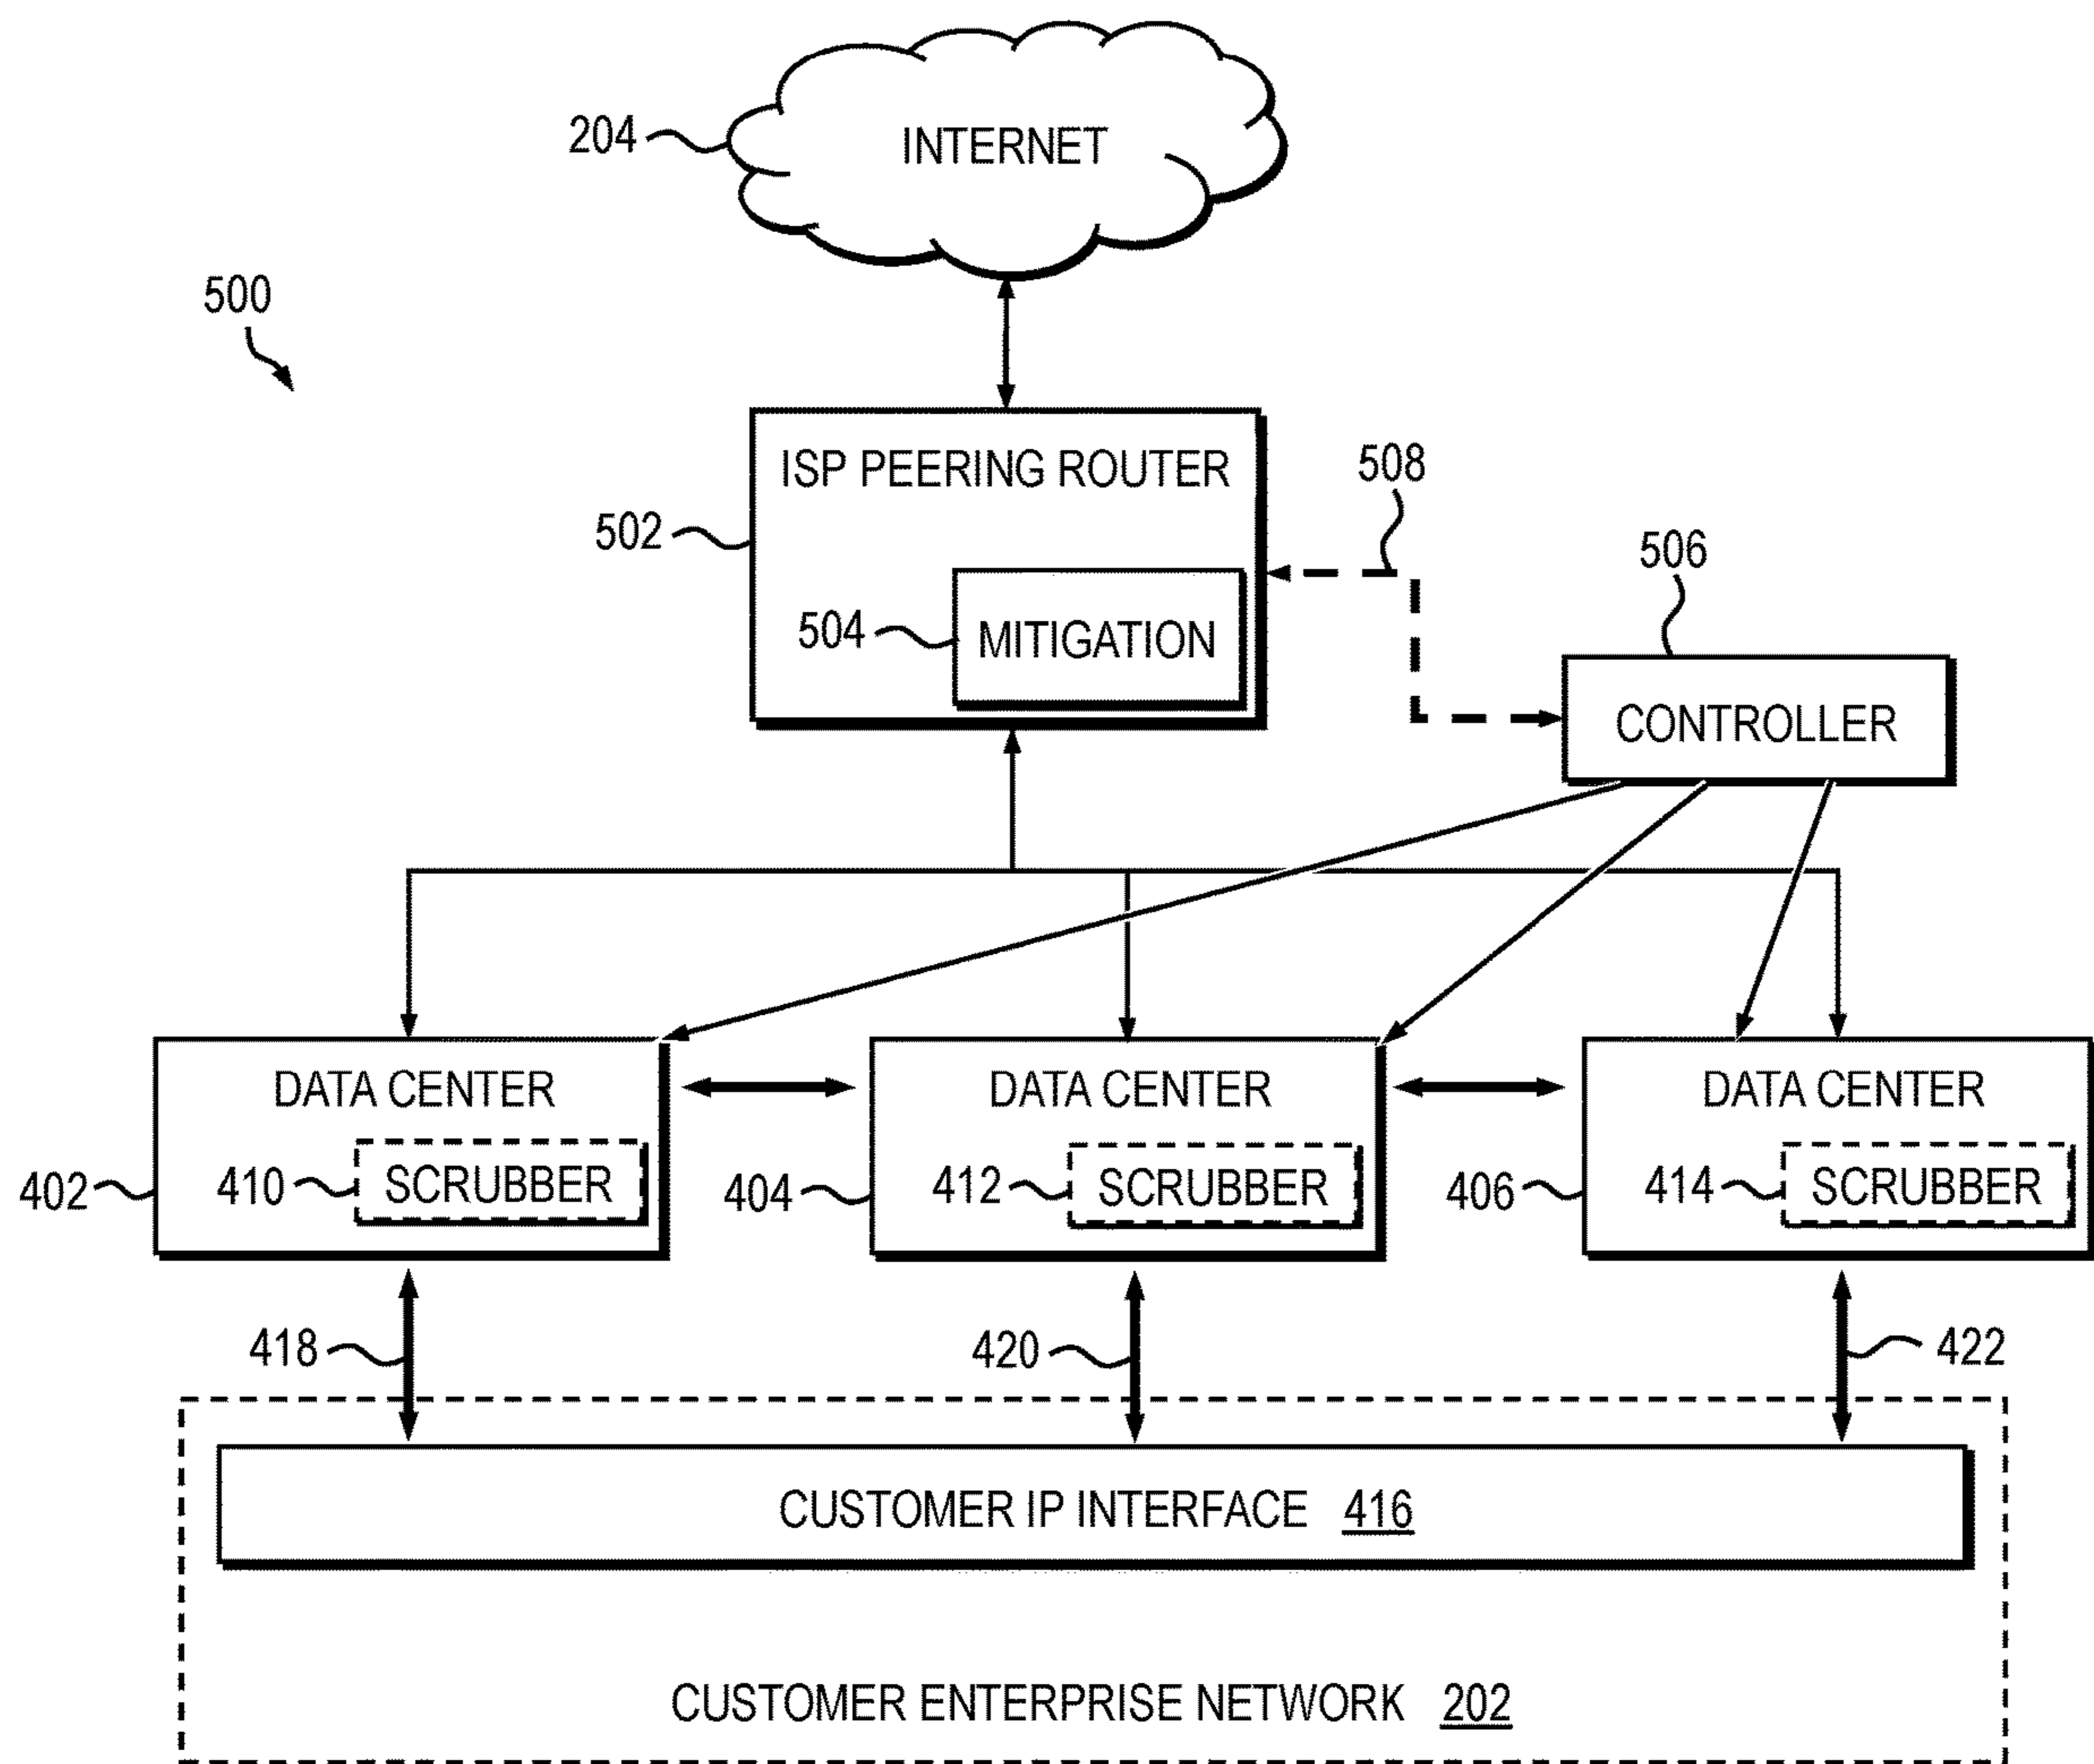 204
INTERNET
500
ISP PEERING ROUTER
508
502
506
504
MITIGATION
CONTROLLER
DATA CENTER
DATA CENTER
DATA CENTER
402
410
SCRUBBER
404
412
SCRUBBER
406
414
SCRUBBER
418
420
422
CUSTOMER IP INTERFACE 416
CUSTOMER ENTERPRISE NETWORK 202